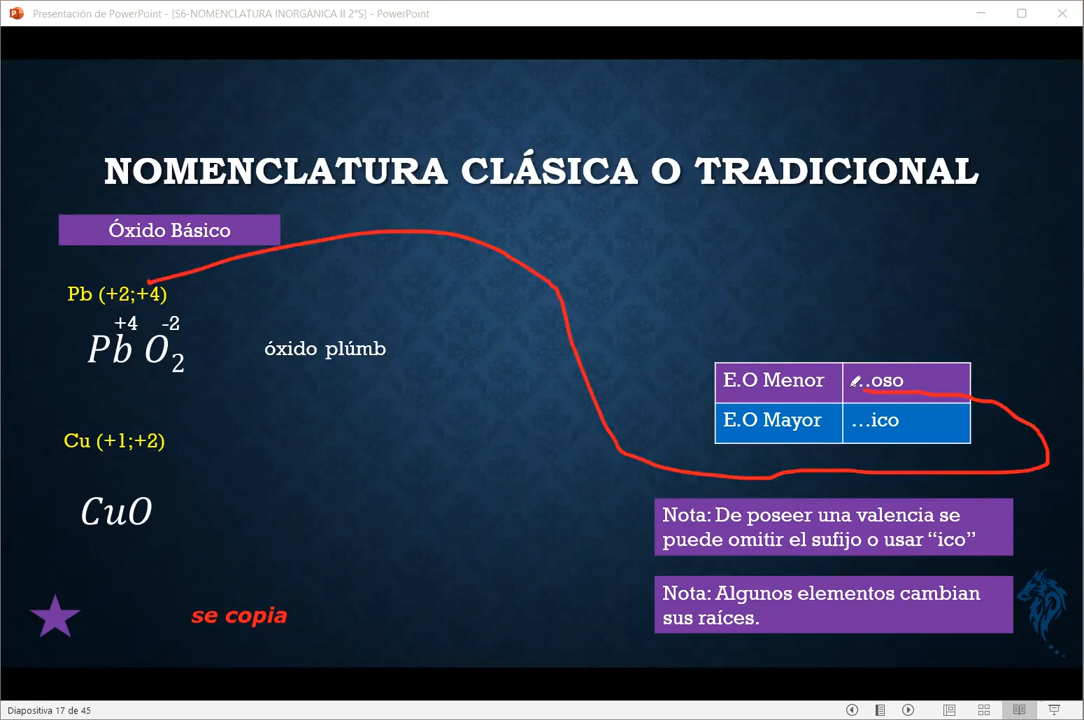 Presentación de PowerPoint - [S6-NOMENCLATURA INORGÁNICA II 2°S] - PowerPoint
NOMENCLATURA CLÁSICA O TRADICIONAL
Óxido Básico
Pb (+2;+4)
+4 -2
PbO₂
óxido plúmb
E.O Menor ...oso
E.O Mayor ...ico
Cu (+1;+2)
CuO
Nota: De poseer una valencia se
puede omitir el sufijo o usar “ico”
Nota: Algunos elementos cambian
sus raíces.
se copia
Diapositiva 17 de 45